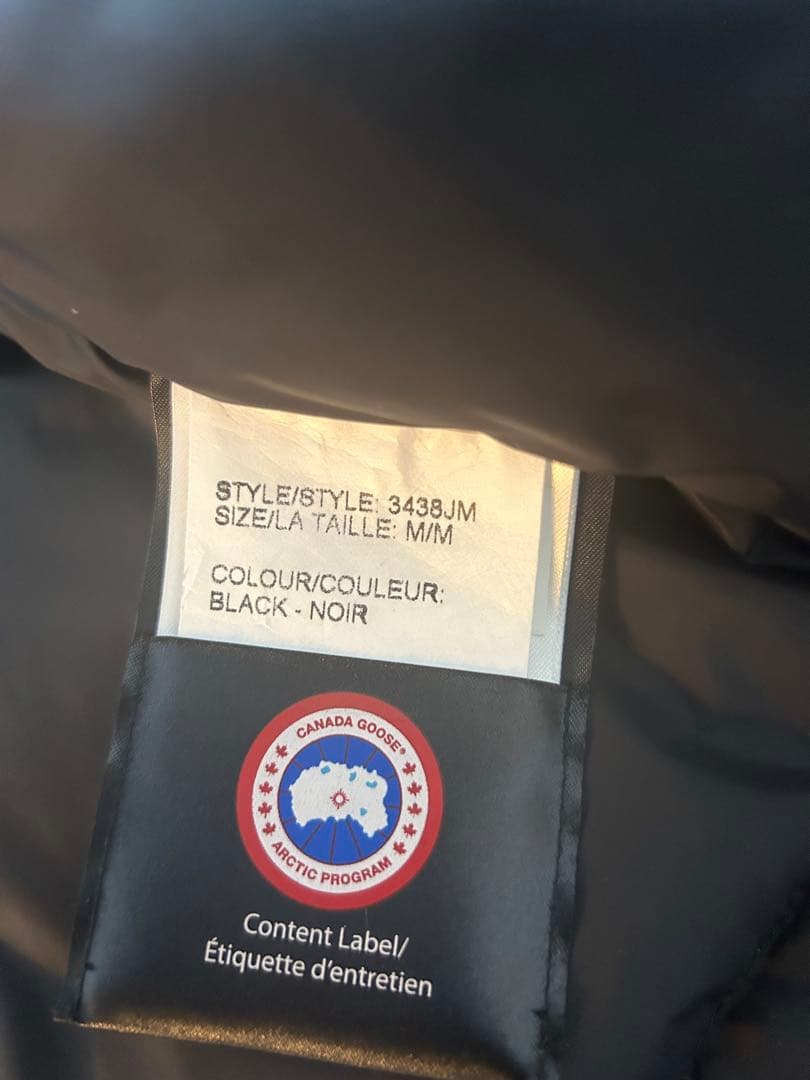 STYLE/STYLE: 3438JM
SIZE/LA TAILLE: M/M
COLOUR/COULEUR:
BLACK - NOIR
CANADA GOOSE®
ARCTIC PROGRAM
Content Label/
Étiquette d'entretien